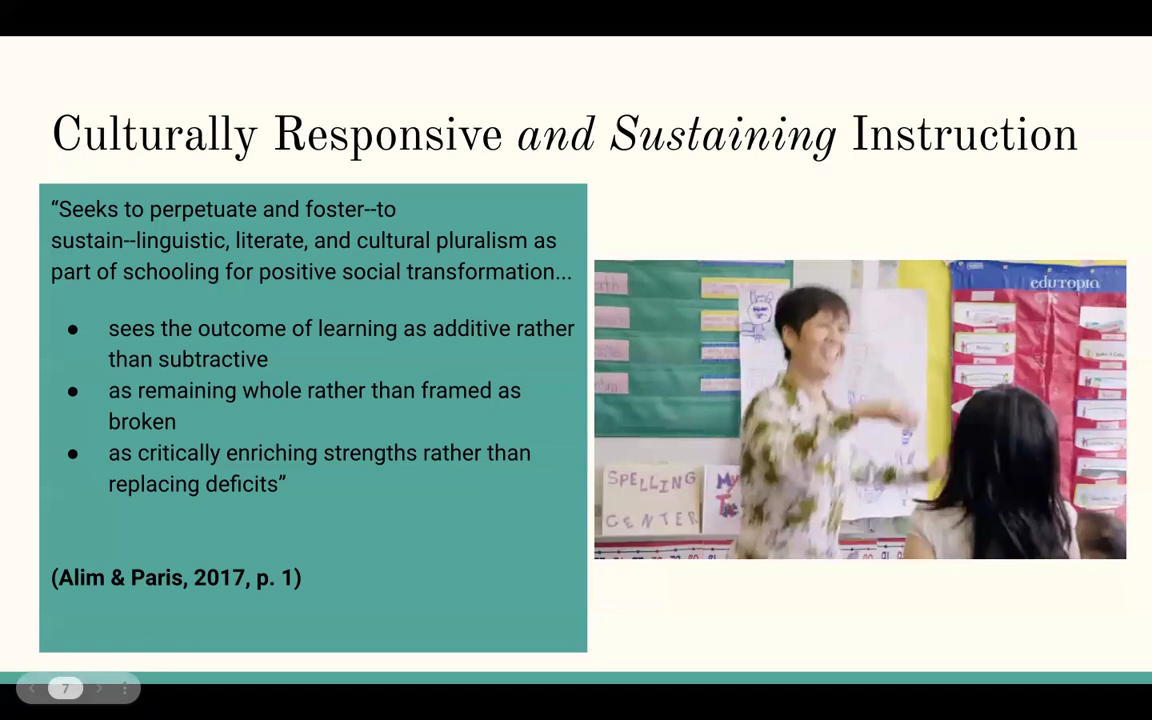 Culturally Responsive and Sustaining Instruction
“Seeks to perpetuate and foster--to
sustain--linguistic, literate, and cultural pluralism as
part of schooling for positive social transformation...
● sees the outcome of learning as additive rather
than subtractive
● as remaining whole rather than framed as
broken
● as critically enriching strengths rather than
replacing deficits”
(Alim & Paris, 2017, p. 1)
edutopia
SPELLING
CENTER
My
7